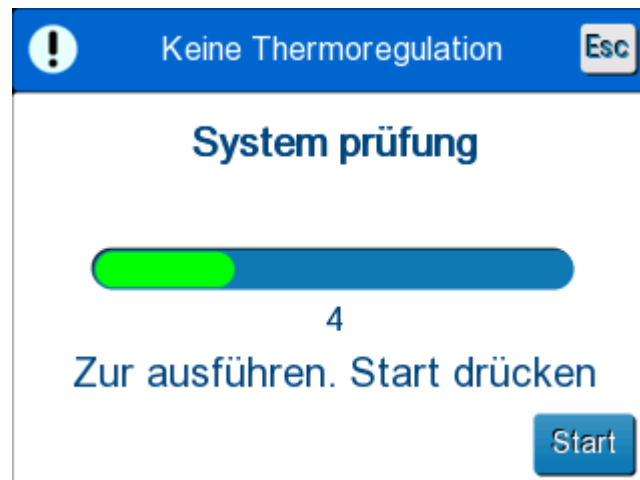 Keine Thermoregulation
Esc
System prüfung
4
Zur ausführen. Start drücken
Start